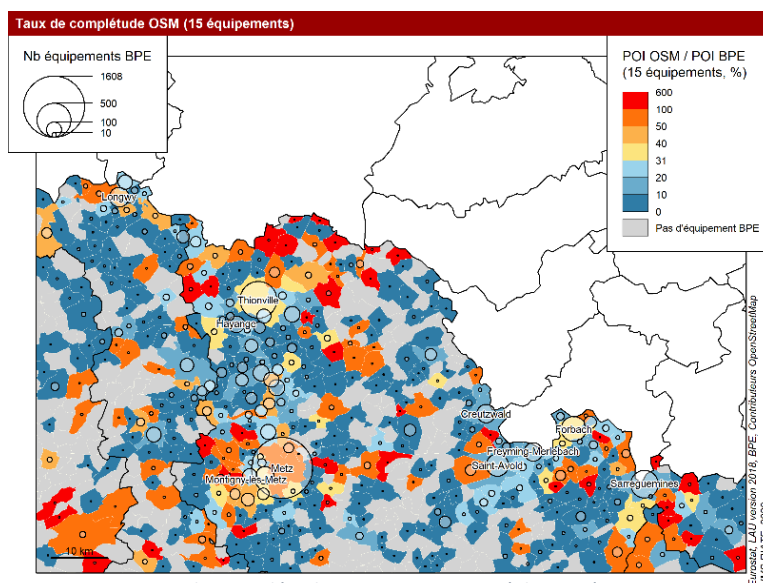 Taux de complétude OSM (15 équipements)
Nb équipements BPE
1608
500
100
10
POI OSM / POI BPE
(15 équipements, %)
600
100
50
40
31
20
10
0
Pas d'équipement BPE
Longwy
Thionville
Hayange
Creutzwald
Forbach
Freyming-Merlebach
Saint-Avold
Metz
Montigny-lès-Metz
Sarreguemines
10 km
Eurostat, LAU version 2018, BPE, Contributeurs OpenStreetMap